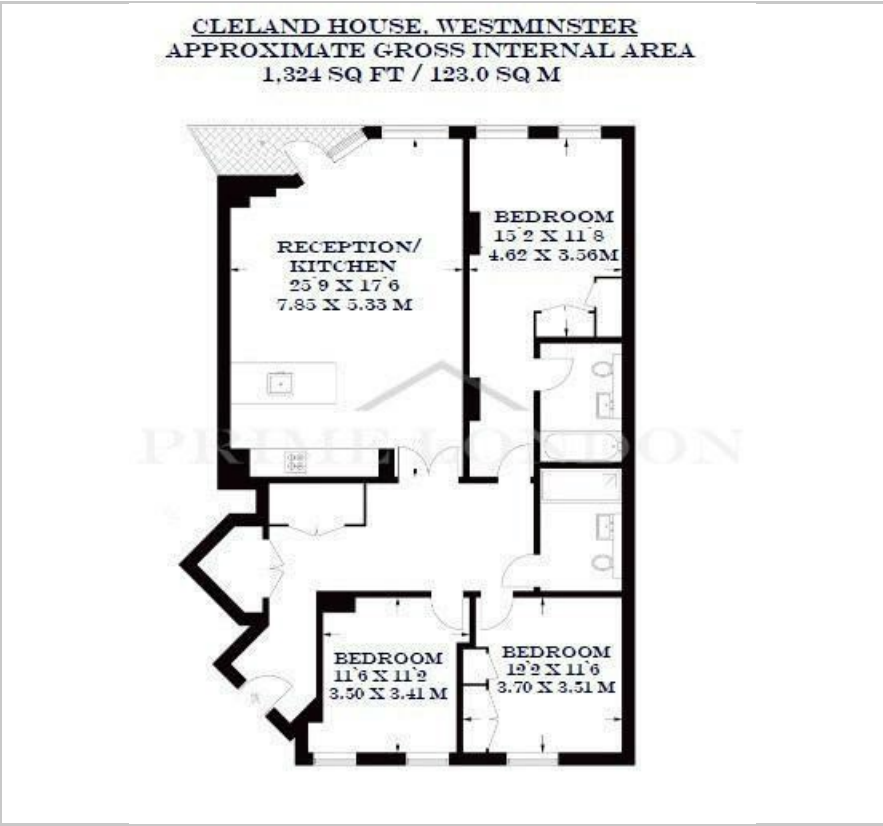 CLELAND HOUSE, WESTMINSTER
APPROXIMATE GROSS INTERNAL AREA
1,324 SQ FT / 123.0 SQ M
BEDROOM
15`2 X 11`8
4.62 X 3.56M
RECEPTION/
KITCHEN
25`9 X 17`6
7.85 X 5.33 M
PRIME LONDON
BEDROOM
11`6 X 11`2
3.50 X 3.41 M
BEDROOM
12`2 X 11`6
3.70 X 3.51 M